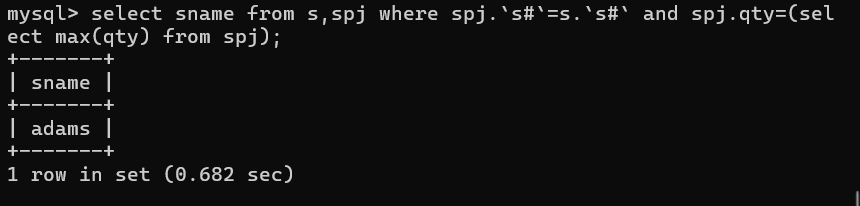 mysql> select sname from s,spj where spj.`s#`=s.`s#` and spj.qty=(sel
ect max(qty) from spj);
+-------+
| sname |
+-------+
| adams |
+-------+
1 row in set (0.682 sec)